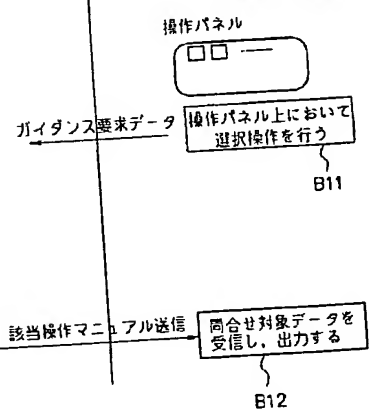 操作パネル
ガイダンス要求データ
操作パネル上において
選択操作を行う
B11
該当操作マニュアル送信
問合せ対象データを
受信し、出力する
B12